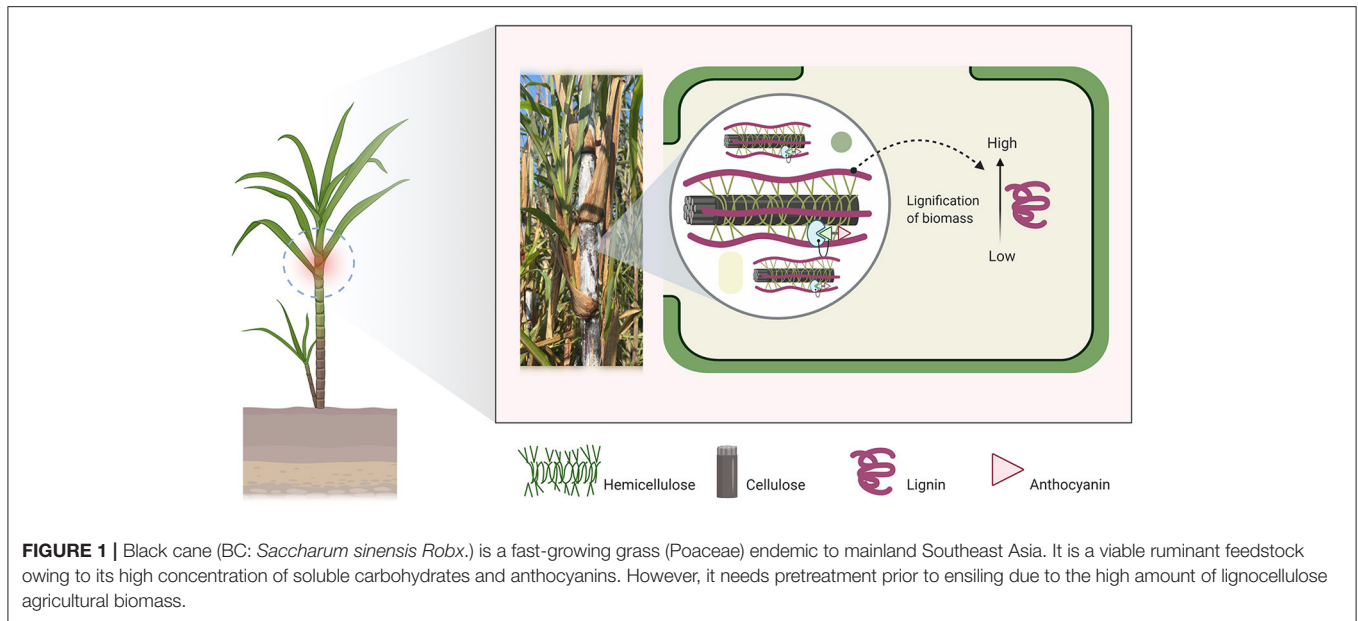 High
Lignification
of biomass
Low
Hemicellulose
Cellulose
Lignin
Anthocyanin
FIGURE 1 | Black cane (BC: Saccharum sinensis Robx.) is a fast-growing grass (Poaceae) endemic to mainland Southeast Asia. It is a viable ruminant feedstock
owing to its high concentration of soluble carbohydrates and anthocyanins. However, it needs pretreatment prior to ensiling due to the high amount of lignocellulose
agricultural biomass.